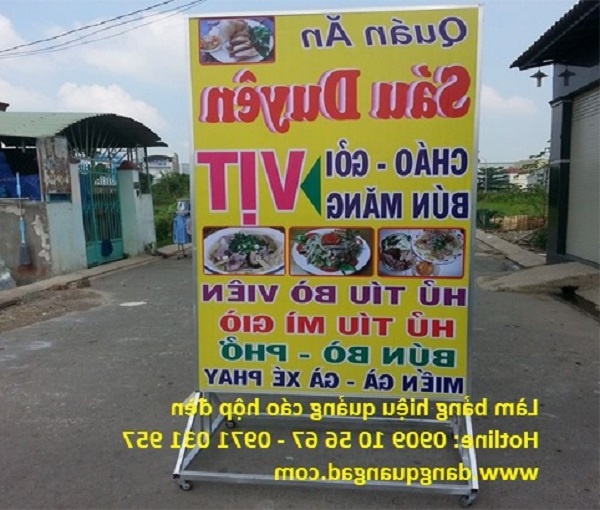 Quán Ăn
Sáu Duyên
CHÁO - GỎI
BÚN MĂNG
VỊT
HỦ TÍU BÒ VIÊN
HỦ TÍU MÌ GIÒ
BÚN BÒ - PHỞ
MIẾN GÀ - GÀ XÉ PHAY
Làm bảng hiệu quảng cáo hộp đèn
Hotline: 0909 10 56 67 - 0971 031 957
www.dangquangad.com